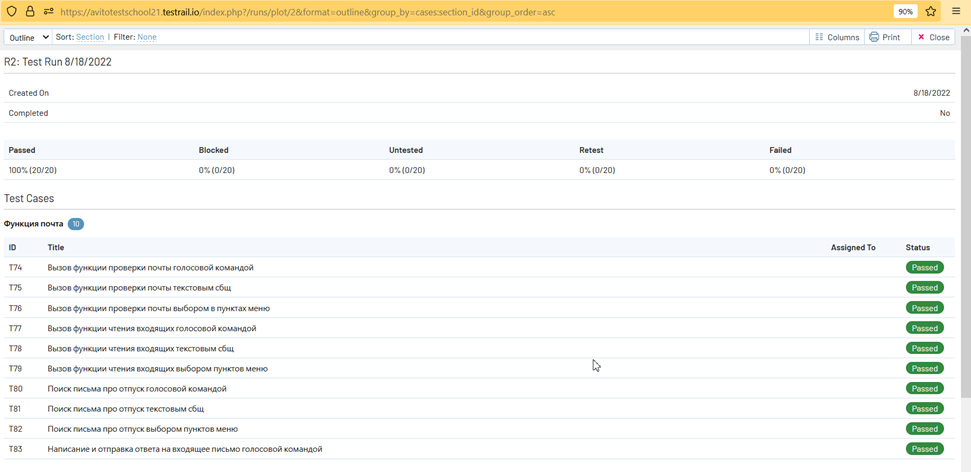 https://avitotestschool21.testrail.io/index.php?/runs/plot/2&format=outline&group_by=cases:section_id&group_order=asc
90%
Outline Sort: Section | Filter: None
Columns Print Close
R2: Test Run 8/18/2022
Created On 8/18/2022
Completed No
Passed Blocked Untested Retest Failed
100% (20/20) 0% (0/20) 0% (0/20) 0% (0/20) 0% (0/20)
Test Cases
Функция почта 10
ID Title Assigned To Status
T74 Вызов функции проверки почты голосовой командой Passed
T75 Вызов функции проверки почты текстовым сбщ Passed
T76 Вызов функции проверки почты выбором в пунктах меню Passed
T77 Вызов функции чтения входящих голосовой командой Passed
T78 Вызов функции чтения входящих текстовым сбщ Passed
T79 Вызов функции чтения входящих выбором пунктов меню Passed
T80 Поиск письма про отпуск голосовой командой Passed
T81 Поиск письма про отпуск текстовым сбщ Passed
T82 Поиск письма про отпуск выбором пунктов меню Passed
T83 Написание и отправка ответа на входящее письмо голосовой командой Passed